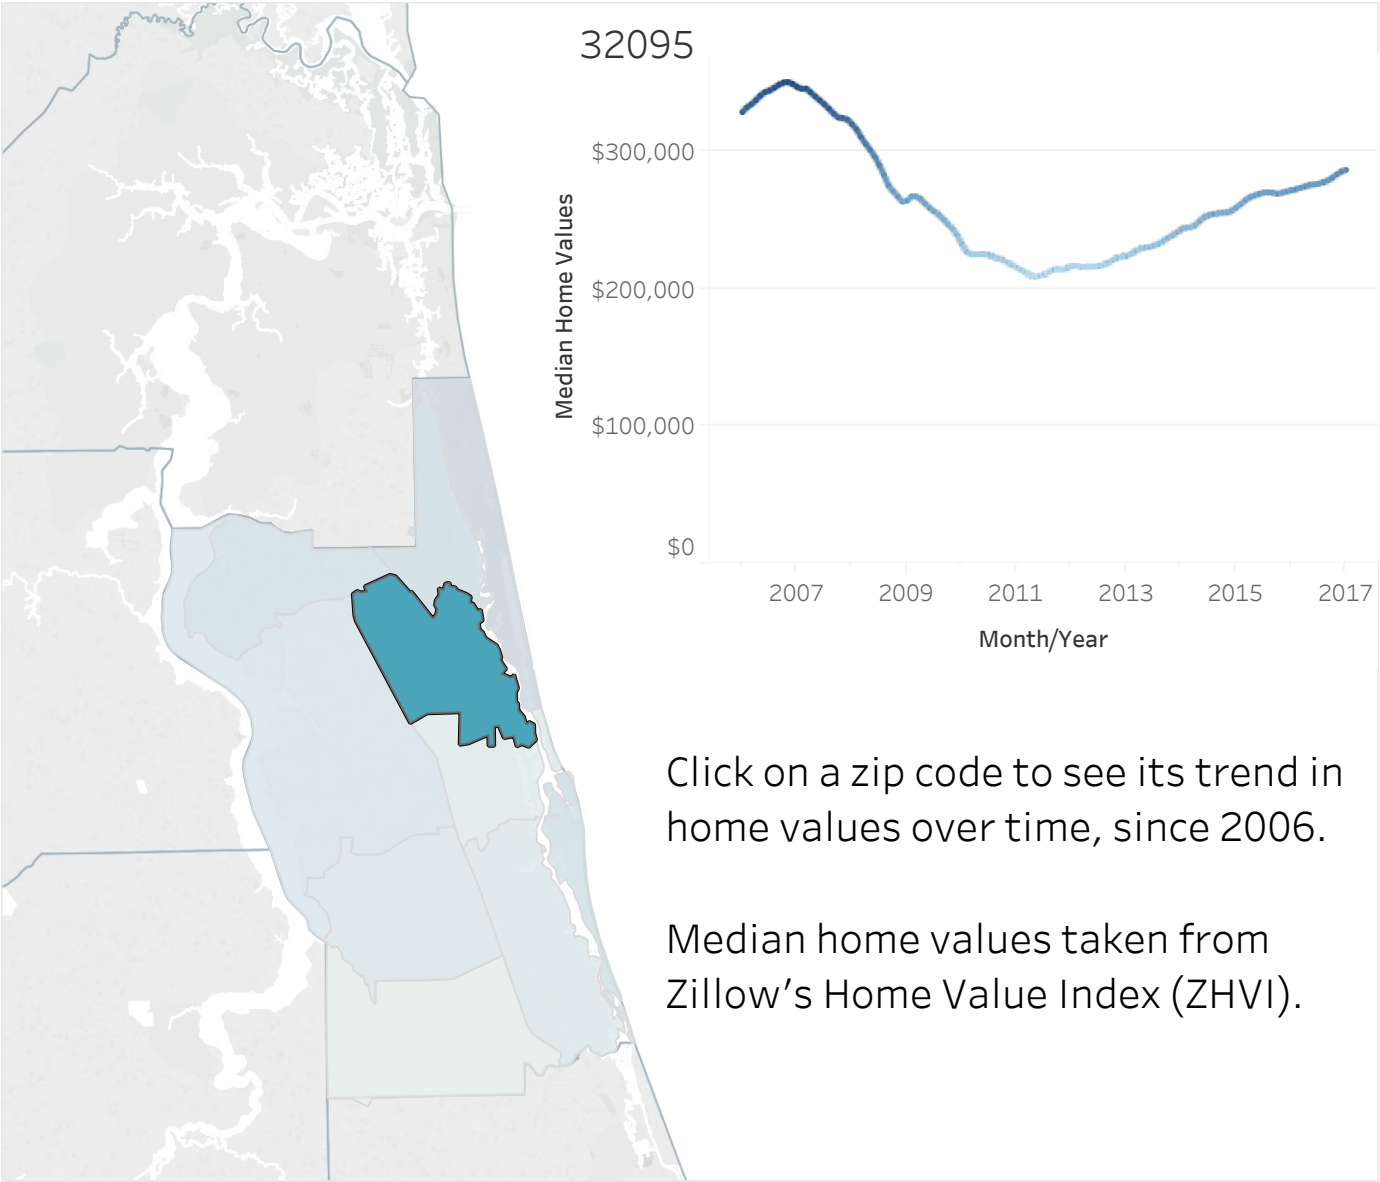 32095
$300,000
$200,000
$100,000
$0
Median Home Values
2007 2009 2011 2013 2015 2017
Month/Year
Click on a zip code to see its trend in
home values over time, since 2006.
Median home values taken from
Zillow's Home Value Index (ZHVI).